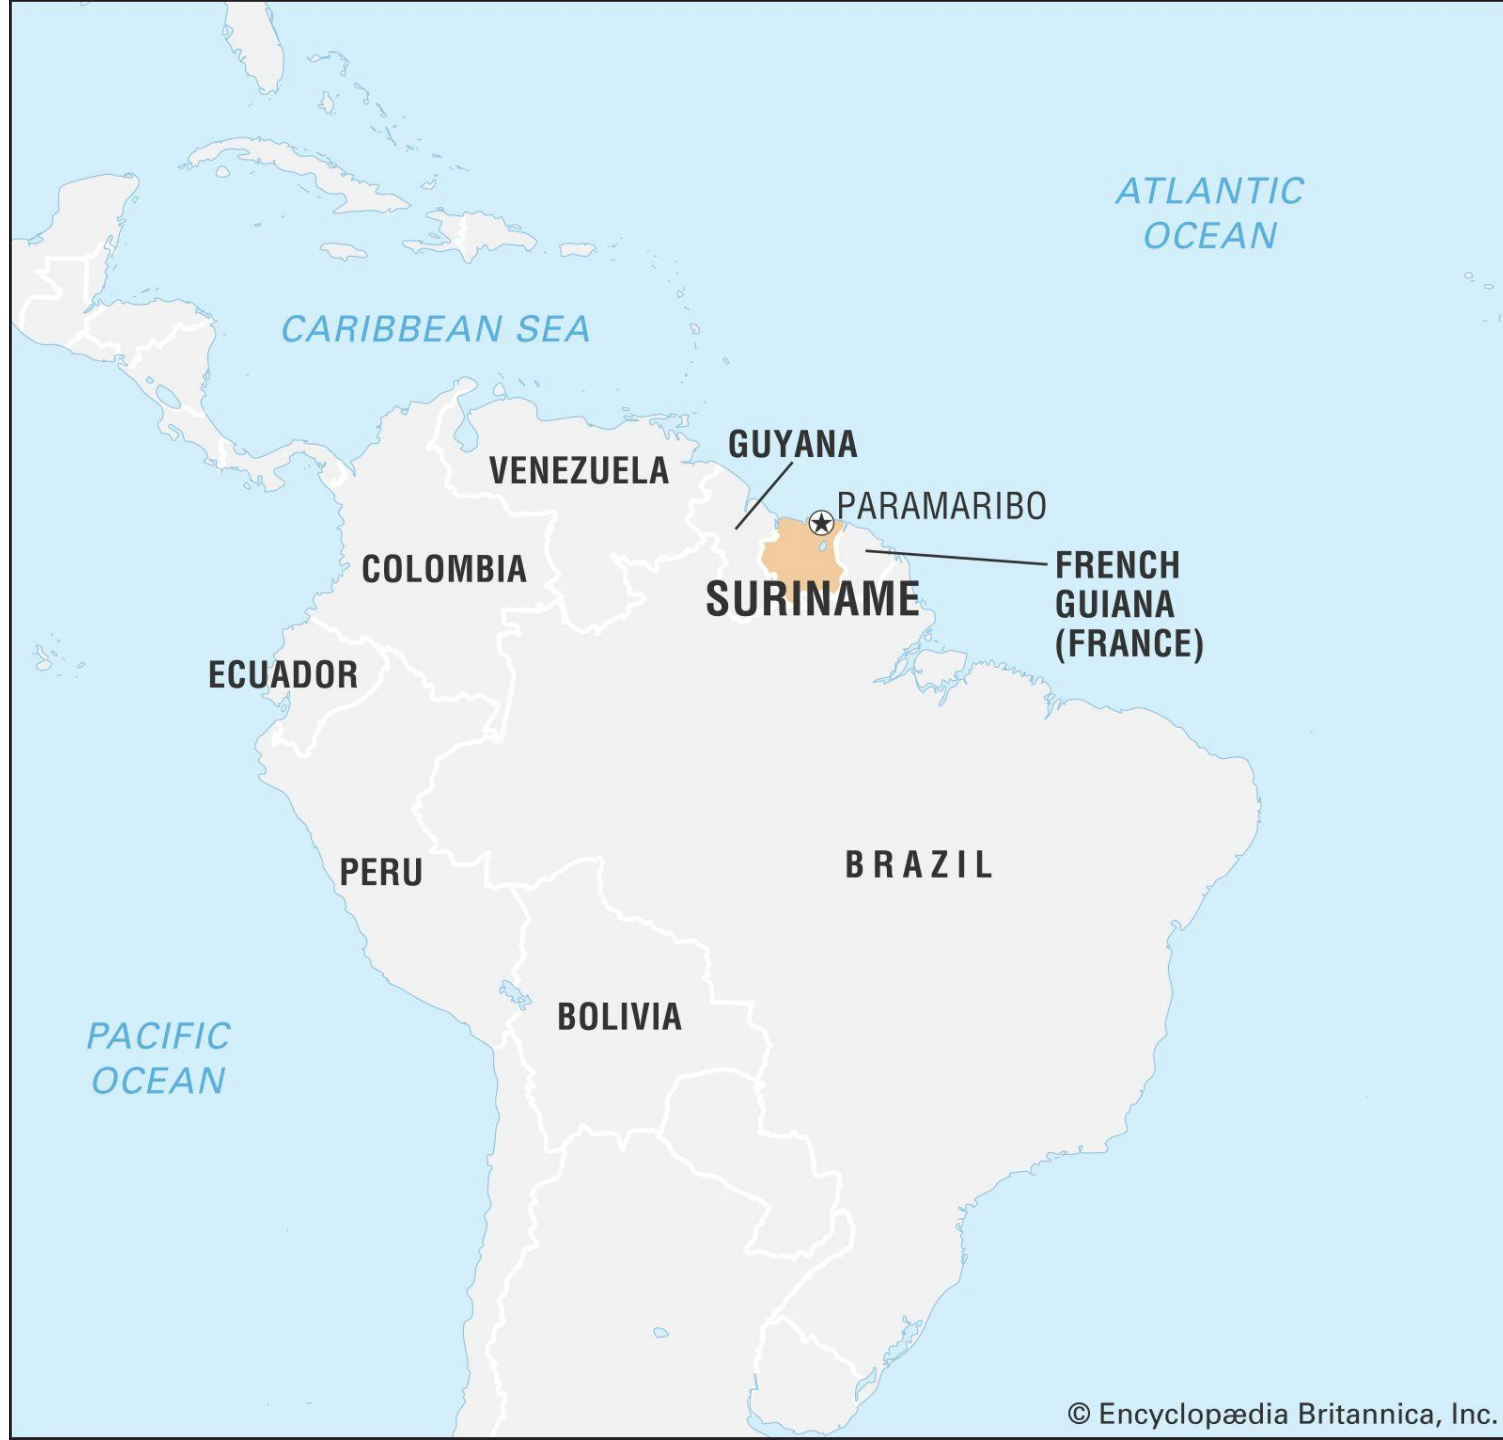 ATLANTIC
OCEAN
CARIBBEAN SEA
GUYANA
VENEZUELA
PARAMARIBO
COLOMBIA
FRENCH
GUIANA
(FRANCE)
SURINAME
ECUADOR
BRAZIL
PERU
BOLIVIA
PACIFIC
OCEAN
© Encyclopædia Britannica, Inc.